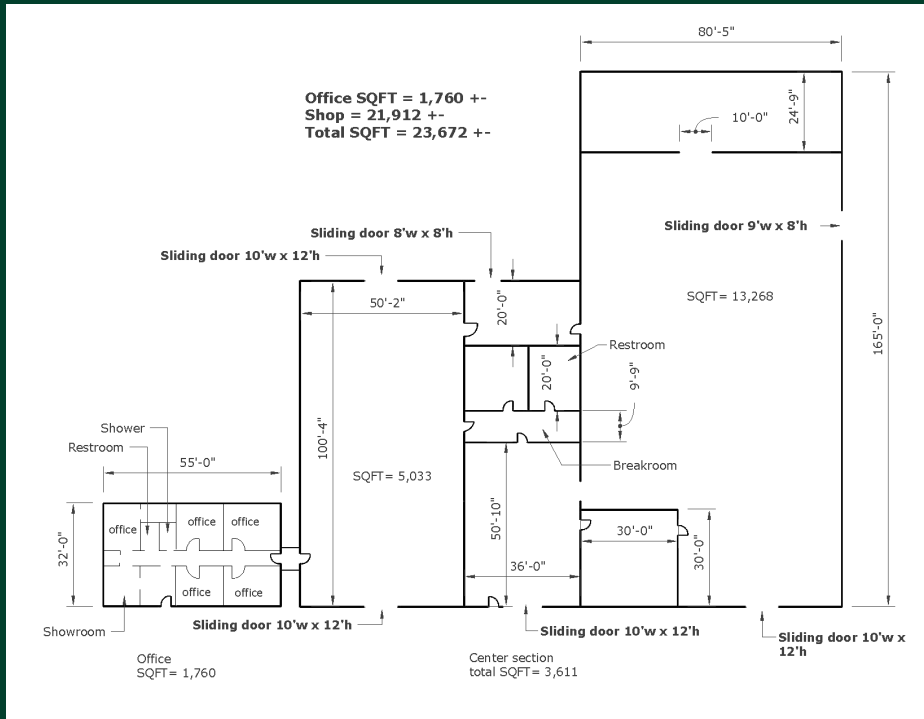 80'-5"
Office SQFT = 1,760 +-
Shop = 21,912 +-
Total SQFT = 23,672 +-
24'-9"
10'-0"
Sliding door 9'w x 8'h
Sliding door 8'w x 8'h
Sliding door 10'w x 12'h
SQFT= 13,268
50'-2"
20'-0"
165'-0"
Restroom
20'-0"
9'-9"
Shower
Restroom
100'-4"
55'-0"
Breakroom
SQFT= 5,033
office
office
office
50'-10"
30'-0"
30'-0"
32'-0"
36'-0"
office
office
Showroom
Sliding door 10'w x 12'h
Sliding door 10'w x 12'h
Sliding door 10'w x
12'h
Office
SQFT= 1,760
Center section
total SQFT= 3,611